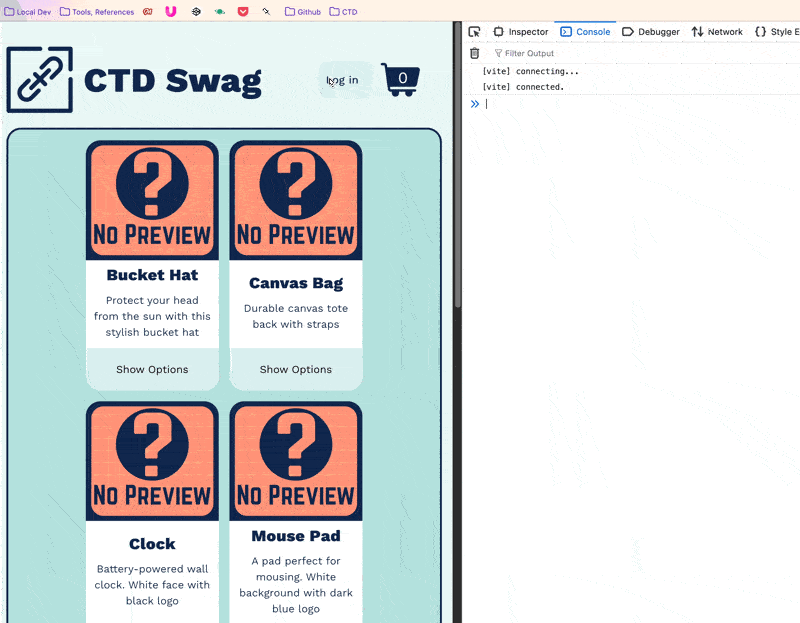 Local Dev Tools, References Github CTD
CTD Swag
Log in
0
NO PREVIEW
Bucket Hat
Protect your head
from the sun with this
stylish bucket hat
Show Options
NO PREVIEW
Canvas Bag
Durable canvas tote
back with straps
Show Options
NO PREVIEW
Clock
Battery-powered wall
clock. White face with
black logo
NO PREVIEW
Mouse Pad
A pad perfect for
mousing. White
background with dark
blue logo
Inspector Console Debugger Network Style E
Filter Output
[vite] connecting...
[vite] connected.